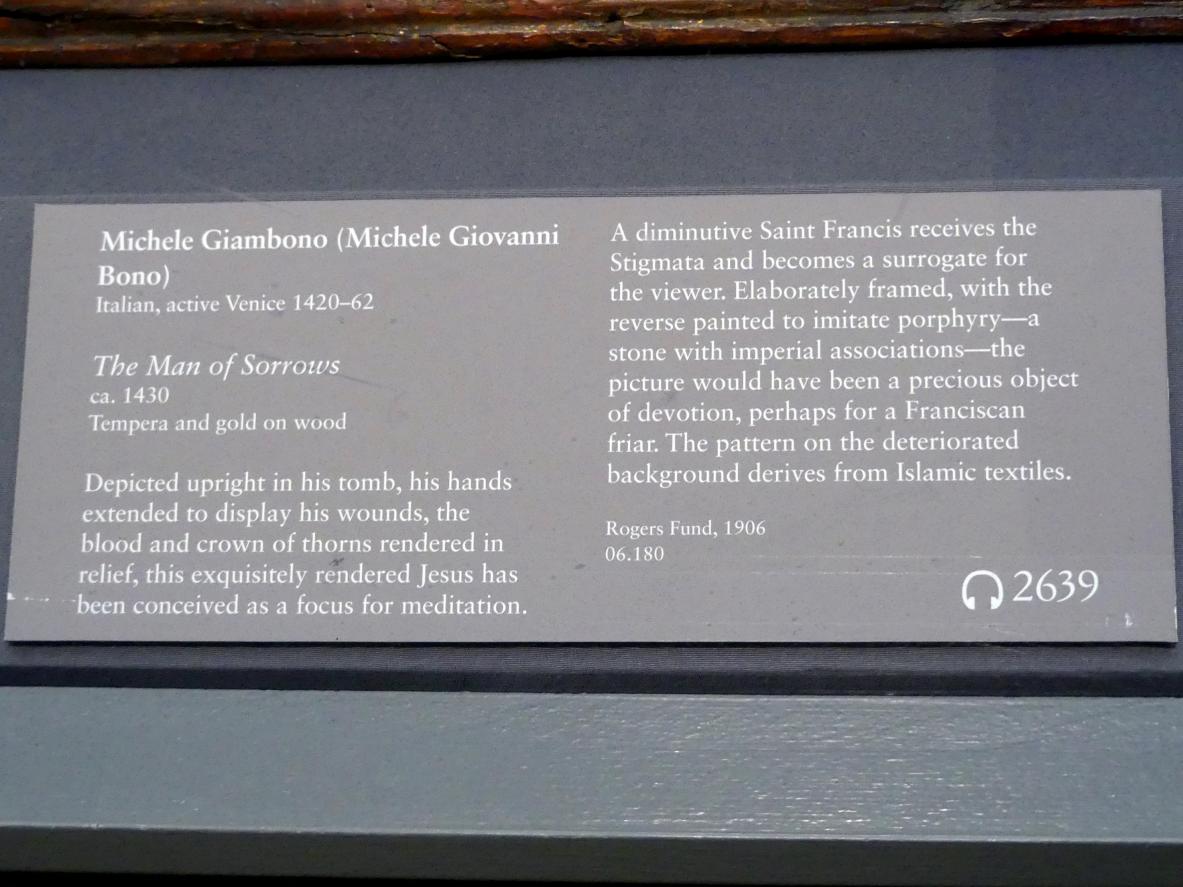 Michele Giambono (Michele Giovanni
Bono)
Italian, active Venice 1420–62
The Man of Sorrows
ca. 1430
Tempera and gold on wood
Depicted upright in his tomb, his hands
extended to display his wounds, the
blood and crown of thorns rendered in
relief, this exquisitely rendered Jesus has
been conceived as a focus for meditation.
A diminutive Saint Francis receives the
Stigmata and becomes a surrogate for
the viewer. Elaborately framed, with the
reverse painted to imitate porphyry—a
stone with imperial associations—the
picture would have been a precious object
of devotion, perhaps for a Franciscan
friar. The pattern on the deteriorated
background derives from Islamic textiles.
Rogers Fund, 1906
06.180
2639